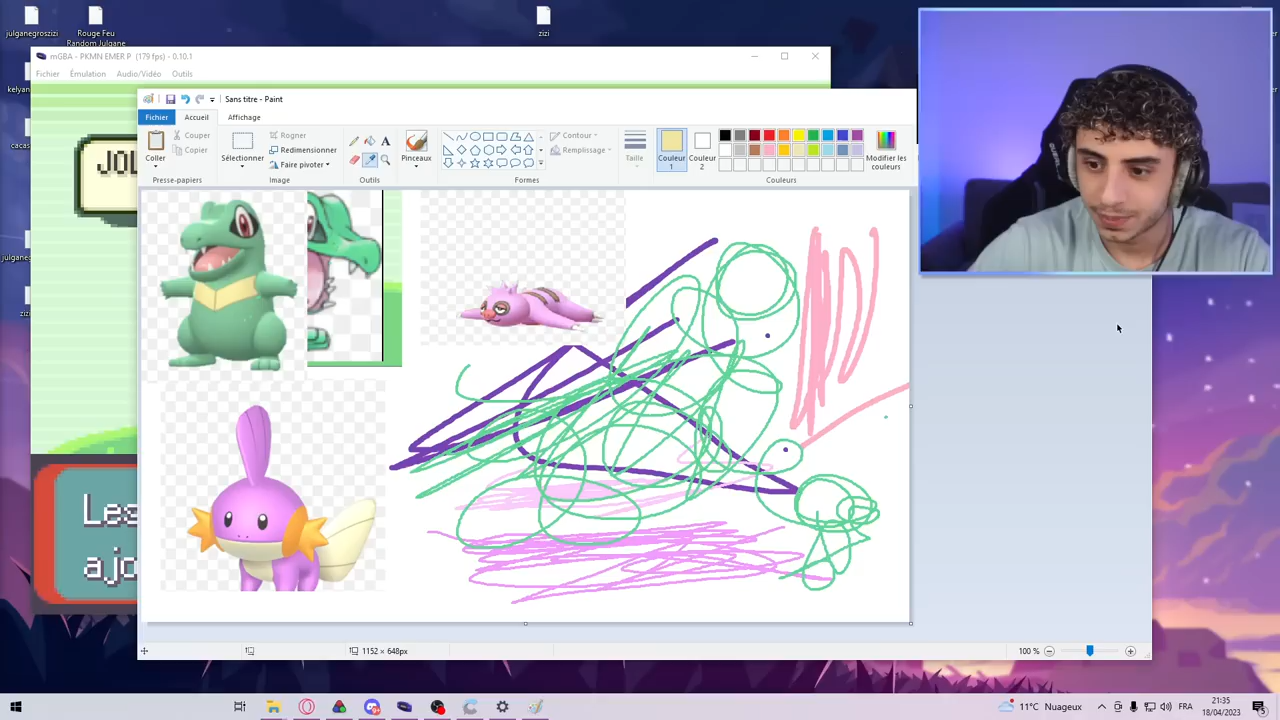 julganegroszizi
Rouge Feu
Random Julgane
zizi
mGBA - PKMN EMER P (179 fps) - 0.10.1
Fichier Émulation Audio/Vidéo Outils
Sans titre - Paint
Fichier Accueil Affichage
Coller
Couper
Copier
Presse-papiers
Sélectionner
Rogner
Redimensionner
Faire pivoter
Image
Outils
Pinceaux
Formes
Contour
Remplissage
Taille
Couleur
1
Couleur
2
Modifier les
couleurs
Couleurs
Les
ajo
1152 × 648px
100 %
11°C Nuageux
FRA
21:35
18/04/2023
5